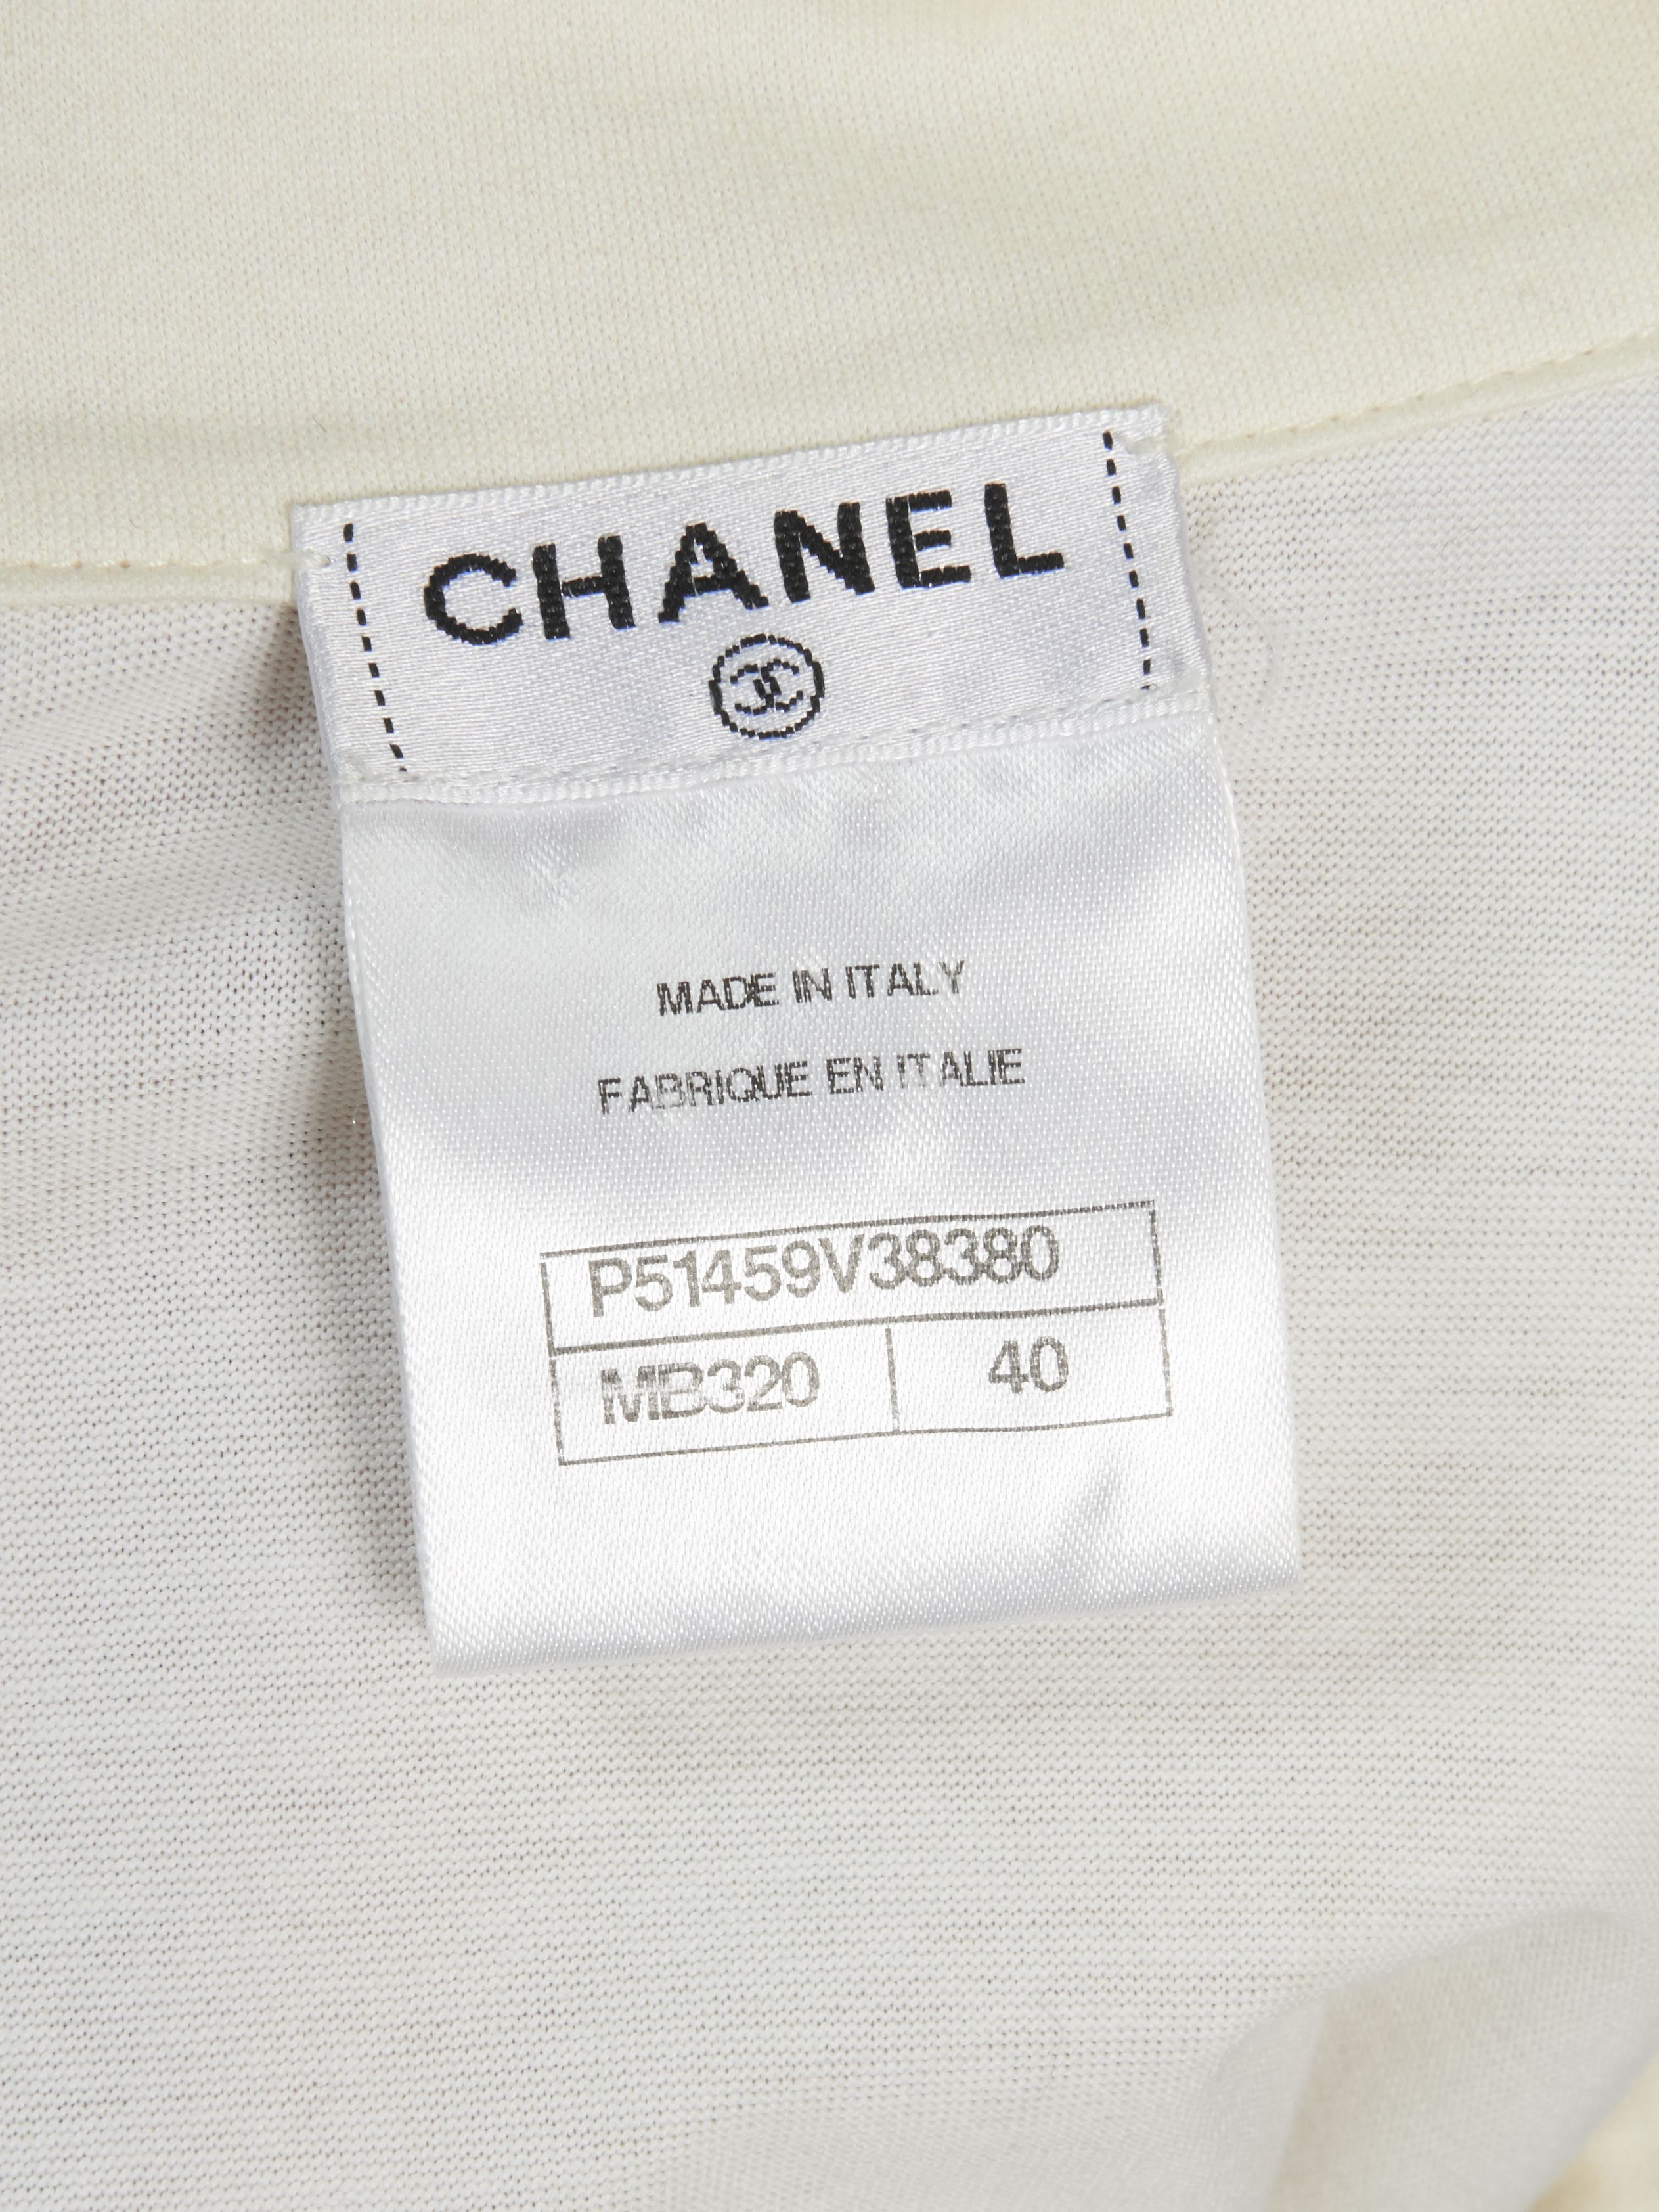 CHANEL
MADE IN ITALY
FABRIQUE EN ITALIE
P51459V38380
MB320 40